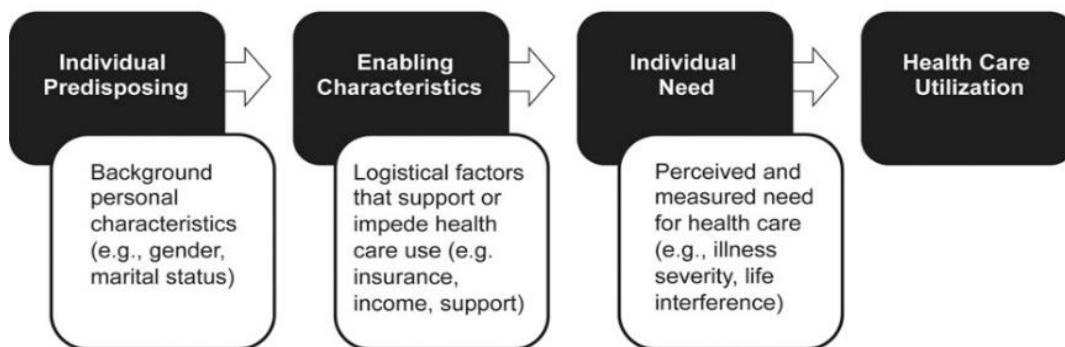 Individual
Predisposing
Enabling
Characteristics
Individual
Need
Health Care
Utilization
Background
personal
characteristics
(e.g., gender,
marital status)
Logistical factors
that support or
impede health
care use (e.g.
insurance,
income, support)
Perceived and
measured need
for health care
(e.g., illness
severity, life
interference)